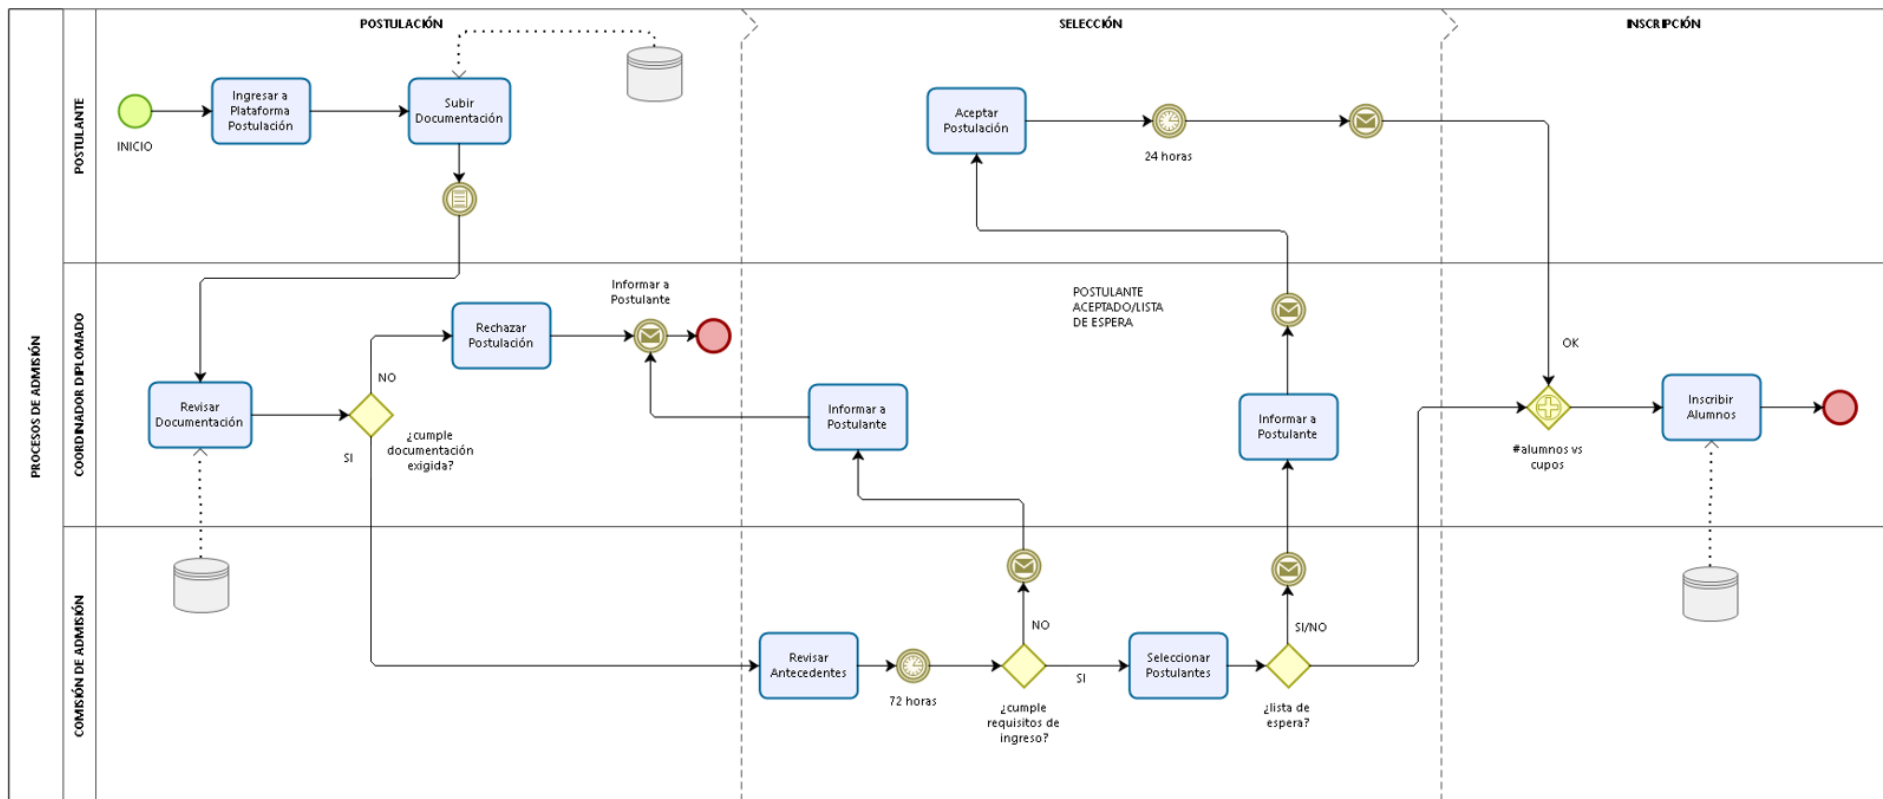 POSTULACIÓN
SELECCIÓN
INSCRIPCIÓN
PROCESOS DE ADMISIÓN
POSTULANTE
INICIO
Ingresar a
Plataforma
Postulación
Subir
Documentación
Aceptar
Postulación
24 horas
COORDINADOR DIPLOMADO
Revisar
Documentación
NO
SI
¿cumple
documentación
exigida?
Rechazar
Postulación
Informar a
Postulante
Informar a
Postulante
POSTULANTE
ACEPTADO/LISTA
DE ESPERA
Informar a
Postulante
OK
#alumnos vs
cupos
Inscribir
Alumnos
COMISIÓN DE ADMISIÓN
Revisar
Antecedentes
72 horas
NO
SI
¿cumple
requisitos de
ingreso?
Seleccionar
Postulantes
SI/NO
¿lista de
espera?